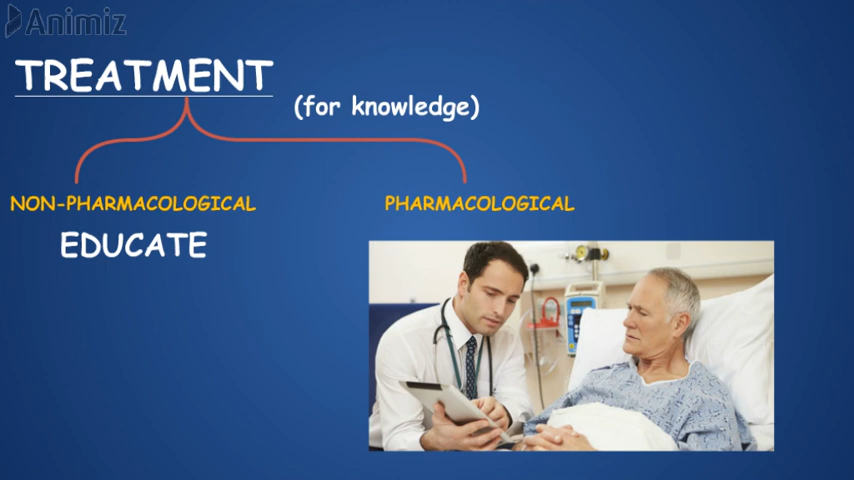 Animiz
TREATMENT
(for knowledge)
NON-PHARMACOLOGICAL
PHARMACOLOGICAL
EDUCATE